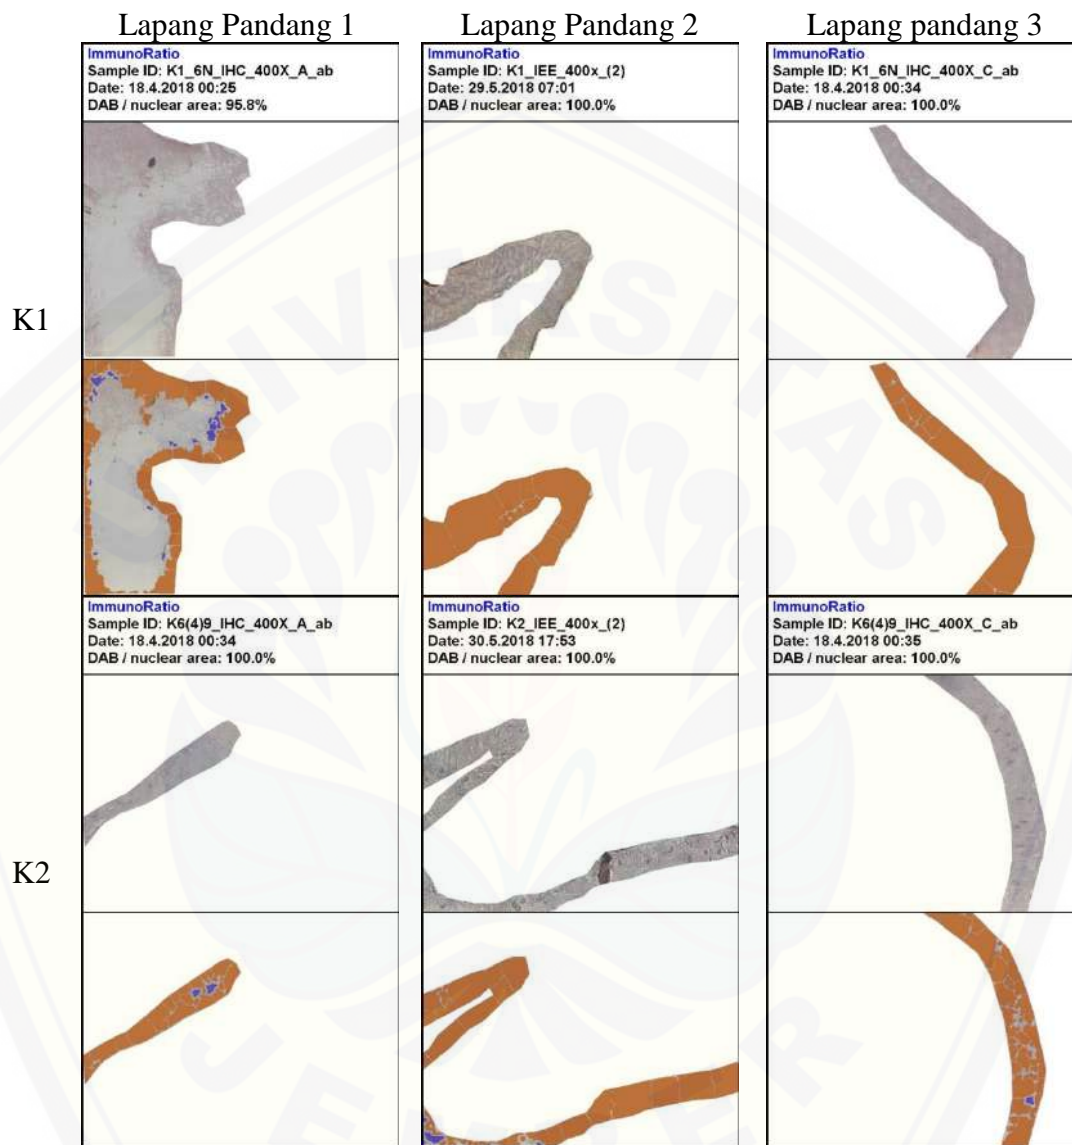 Lapang Pandang 1
Lapang Pandang 2
Lapang pandang 3
ImmunoRatio
Sample ID: K1_6N_IHC_400X_A_ab
Date: 18.4.2018 00:25
DAB / nuclear area: 95.8%
ImmunoRatio
Sample ID: K1_IEE_400x_(2)
Date: 29.5.2018 07:01
DAB / nuclear area: 100.0%
ImmunoRatio
Sample ID: K1_6N_IHC_400X_C_ab
Date: 18.4.2018 00:34
DAB / nuclear area: 100.0%
K1
ImmunoRatio
Sample ID: K6(4)9_IHC_400X_A_ab
Date: 18.4.2018 00:34
DAB / nuclear area: 100.0%
ImmunoRatio
Sample ID: K2_IEE_400x_(2)
Date: 30.5.2018 17:53
DAB / nuclear area: 100.0%
ImmunoRatio
Sample ID: K6(4)9_IHC_400X_C_ab
Date: 18.4.2018 00:35
DAB / nuclear area: 100.0%
K2
UNIVERSITAS
JEMBER